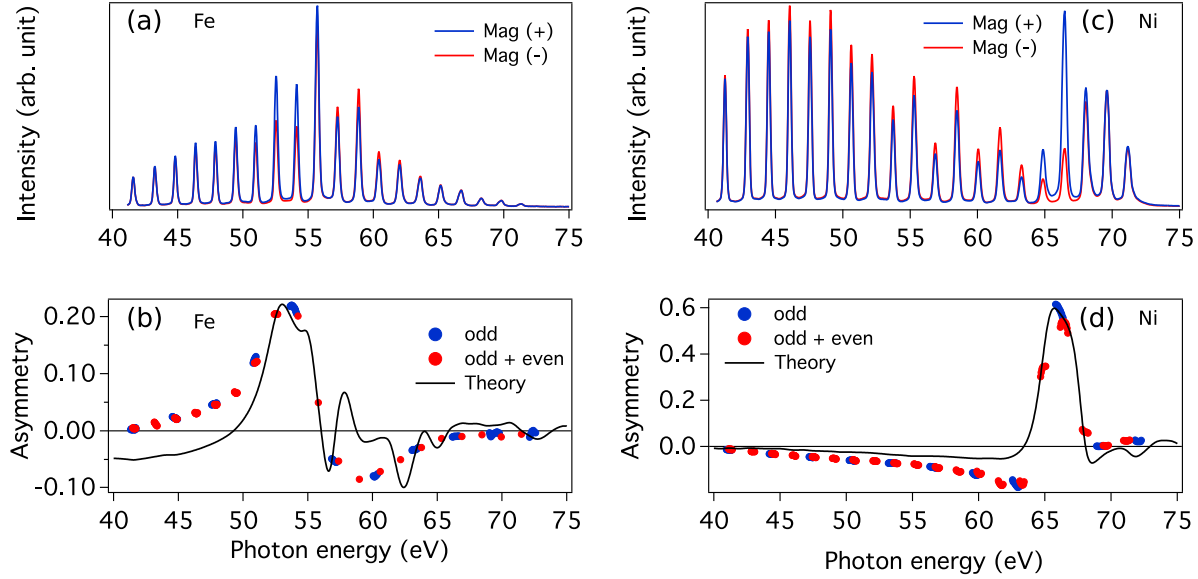 (a) Fe
Mag (+)
Mag (-)
Intensity (arb. unit)
40 45 50 55 60 65 70 75
(c) Ni
Mag (+)
Mag (-)
Intensity (arb. unit)
40 45 50 55 60 65 70 75
(b) Fe
odd
odd + even
Theory
Asymmetry
0.20
0.10
0.00
-0.10
40 45 50 55 60 65 70 75
Photon energy (eV)
(d) Ni
odd
odd + even
Theory
Asymmetry
0.6
0.4
0.2
0.0
40 45 50 55 60 65 70 75
Photon energy (eV)